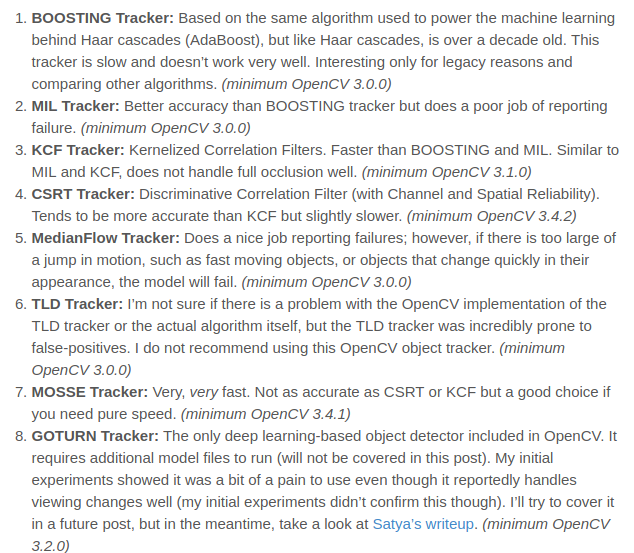 1. BOOSTING Tracker: Based on the same algorithm used to power the machine learning
behind Haar cascades (AdaBoost), but like Haar cascades, is over a decade old. This
tracker is slow and doesn’t work very well. Interesting only for legacy reasons and
comparing other algorithms. (minimum OpenCV 3.0.0)
2. MIL Tracker: Better accuracy than BOOSTING tracker but does a poor job of reporting
failure. (minimum OpenCV 3.0.0)
3. KCF Tracker: Kernelized Correlation Filters. Faster than BOOSTING and MIL. Similar to
MIL and KCF, does not handle full occlusion well. (minimum OpenCV 3.1.0)
4. CSRT Tracker: Discriminative Correlation Filter (with Channel and Spatial Reliability).
Tends to be more accurate than KCF but slightly slower. (minimum OpenCV 3.4.2)
5. MedianFlow Tracker: Does a nice job reporting failures; however, if there is too large of
a jump in motion, such as fast moving objects, or objects that change quickly in their
appearance, the model will fail. (minimum OpenCV 3.0.0)
6. TLD Tracker: I’m not sure if there is a problem with the OpenCV implementation of the
TLD tracker or the actual algorithm itself, but the TLD tracker was incredibly prone to
false-positives. I do not recommend using this OpenCV object tracker. (minimum
OpenCV 3.0.0)
7. MOSSE Tracker: Very, very fast. Not as accurate as CSRT or KCF but a good choice if
you need pure speed. (minimum OpenCV 3.4.1)
8. GOTURN Tracker: The only deep learning-based object detector included in OpenCV. It
requires additional model files to run (will not be covered in this post). My initial
experiments showed it was a bit of a pain to use even though it reportedly handles
viewing changes well (my initial experiments didn’t confirm this though). I’ll try to cover it
in a future post, but in the meantime, take a look at Satya’s writeup. (minimum OpenCV
3.2.0)